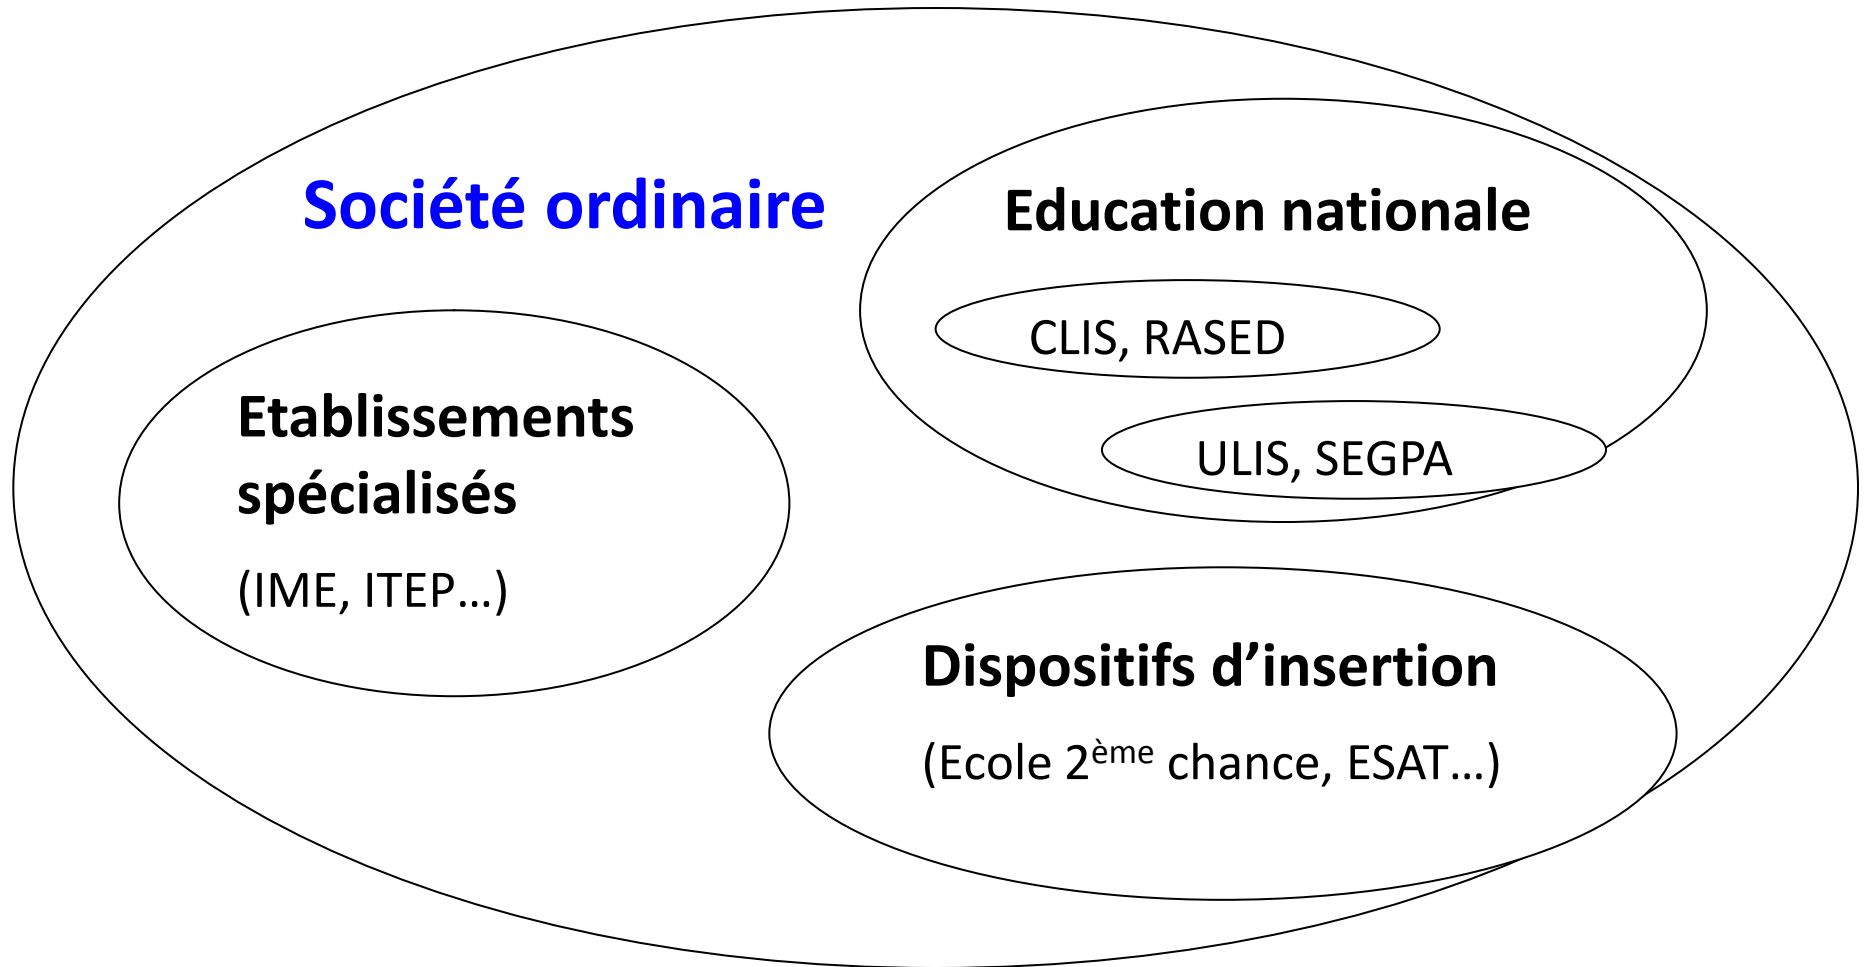 Société ordinaire
Education nationale
CLIS, RASED
ULIS, SEGPA
Etablissements
spécialisés
(IME, ITEP…)
Dispositifs d’insertion
(Ecole 2ème chance, ESAT…)